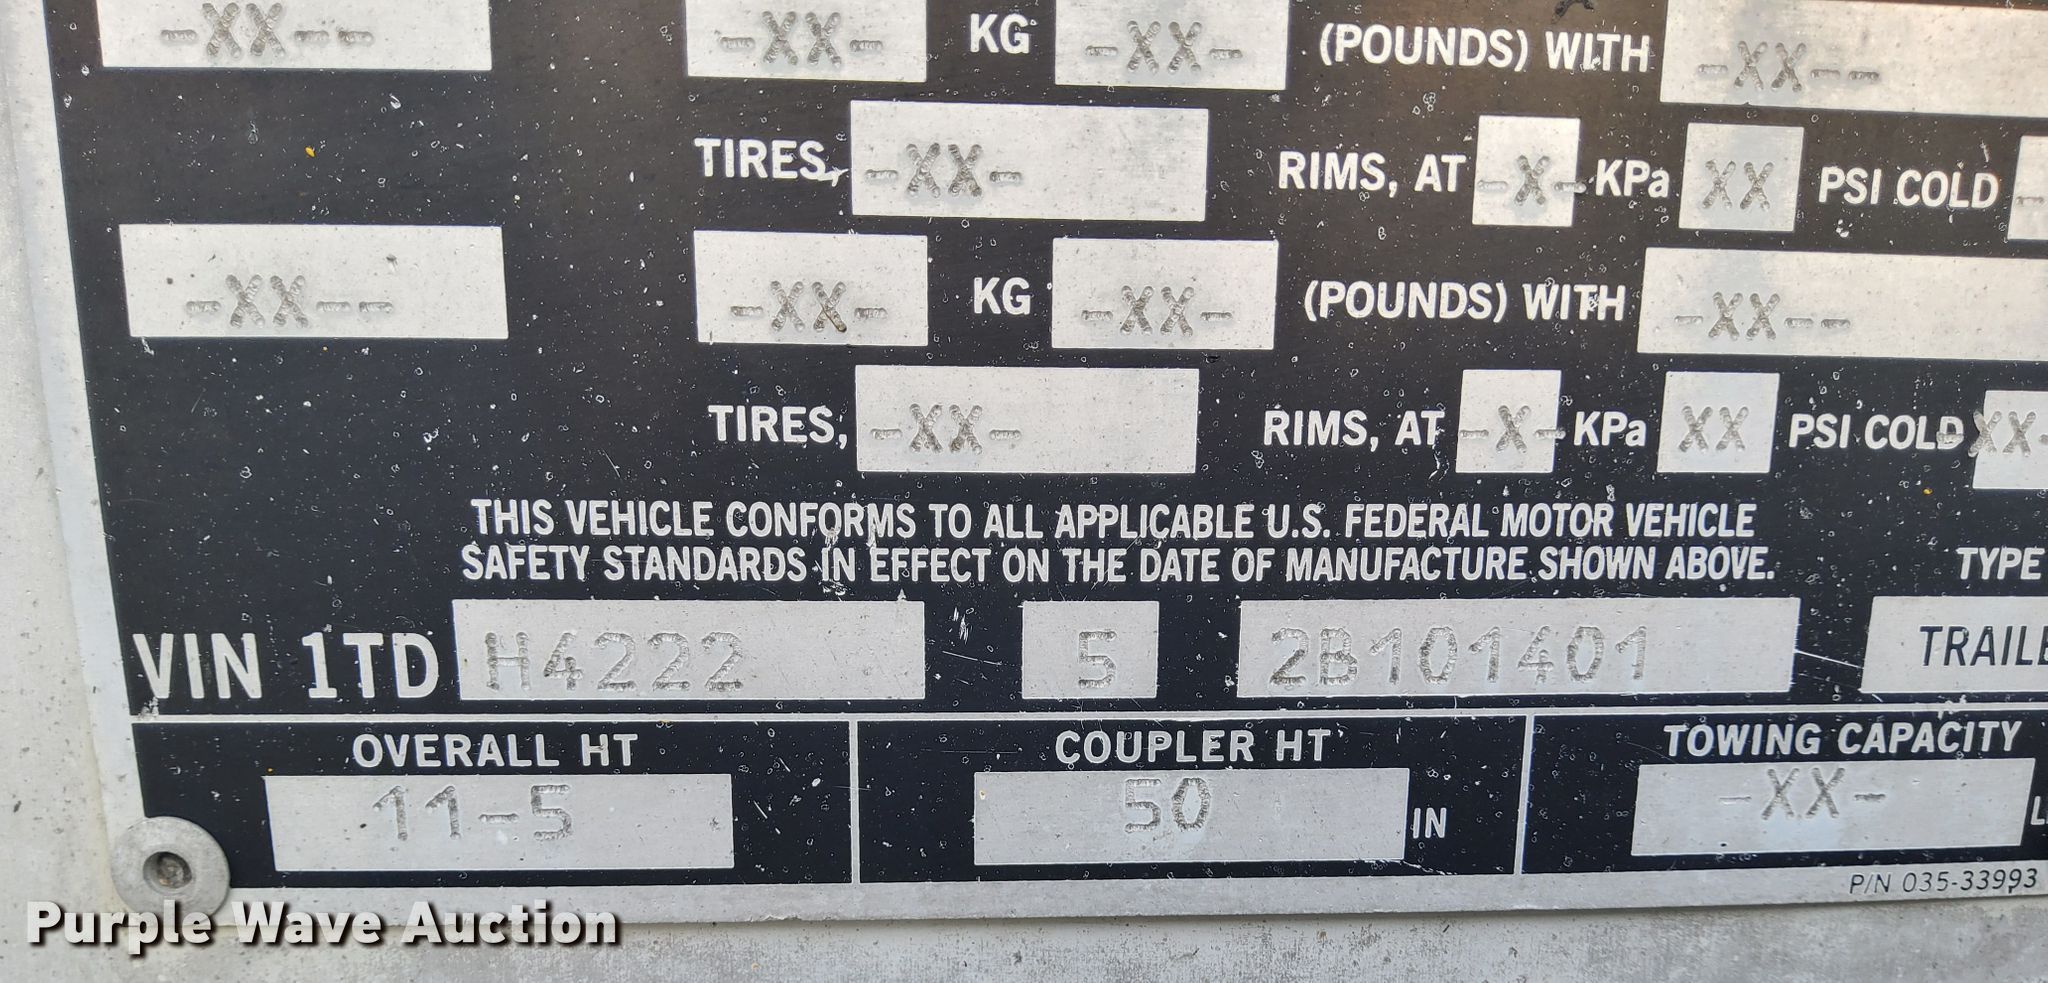 -XX--- -XX- KG -XX- (POUNDS) WITH -XX--
TIRES, -XX- RIMS, AT -X- KPa XX PSI COLD -
-XX--- -XX- KG -XX- (POUNDS) WITH -XX--
TIRES, -XX- RIMS, AT -X- KPa XX PSI COLD XX-
THIS VEHICLE CONFORMS TO ALL APPLICABLE U.S. FEDERAL MOTOR VEHICLE
SAFETY STANDARDS IN EFFECT ON THE DATE OF MANUFACTURE SHOWN ABOVE. TYPE
VIN 1TD H4222 5 2B101401 TRAILE
OVERALL HT COUPLER HT TOWING CAPACITY
11-5 50 IN -XX- L
P/N 035-33993
Purple Wave Auction